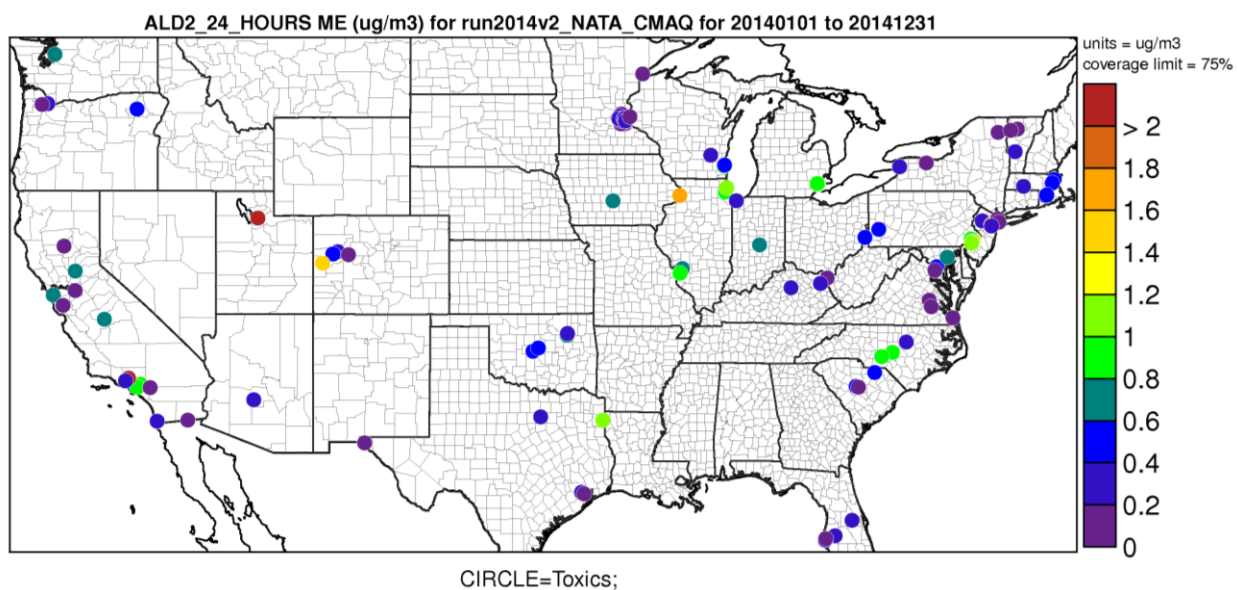 ALD2_24_HOURS ME (ug/m3) for run2014v2_NATA_CMAQ for 20140101 to 20141231
units = ug/m3
coverage limit = 75%
> 2
1.8
1.6
1.4
1.2
1
0.8
0.6
0.4
0.2
0
CIRCLE=Toxics;